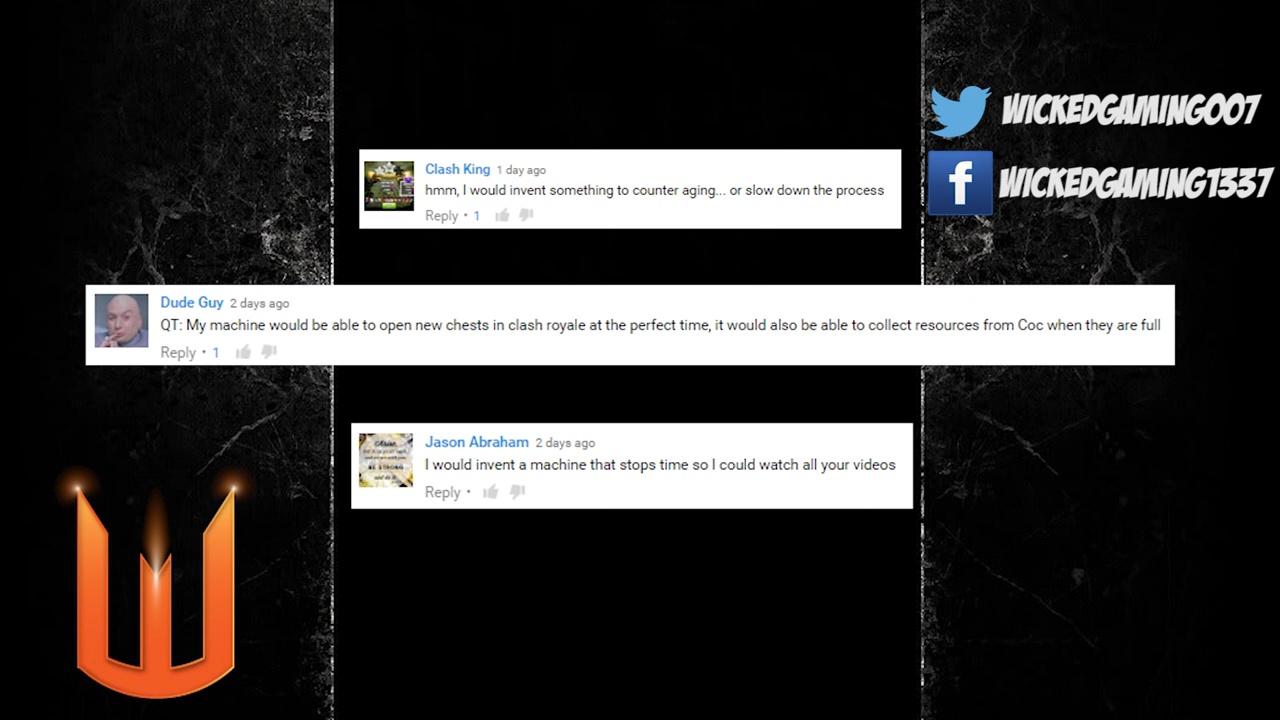 WICKEDGAMING007
WICKEDGAMING1337
Clash King 1 day ago
hmm, I would invent something to counter aging... or slow down the process
Reply • 1
Dude Guy 2 days ago
QT: My machine would be able to open new chests in clash royale at the perfect time, it would also be able to collect resources from Coc when they are full
Reply • 1
Jason Abraham 2 days ago
I would invent a machine that stops time so I could watch all your videos
Reply •
BE STRONG